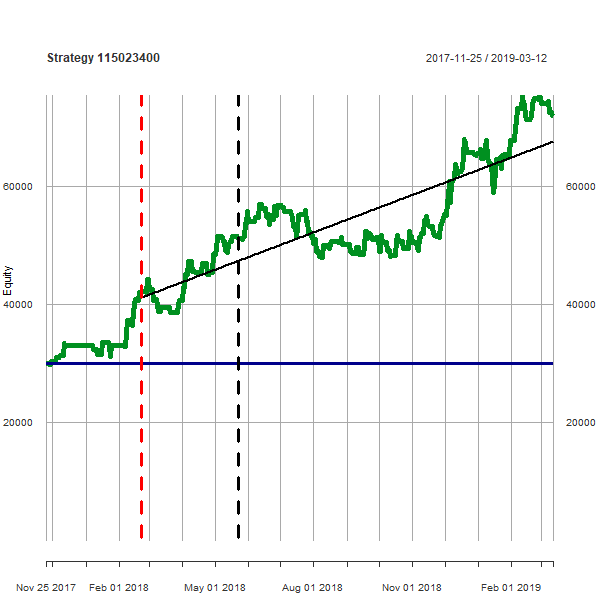 Strategy 115023400
2017-11-25 / 2019-03-12
60000
60000
Equity
40000
40000
20000
20000
Nov 25 2017
Feb 01 2018
May 01 2018
Aug 01 2018
Nov 01 2018
Feb 01 2019